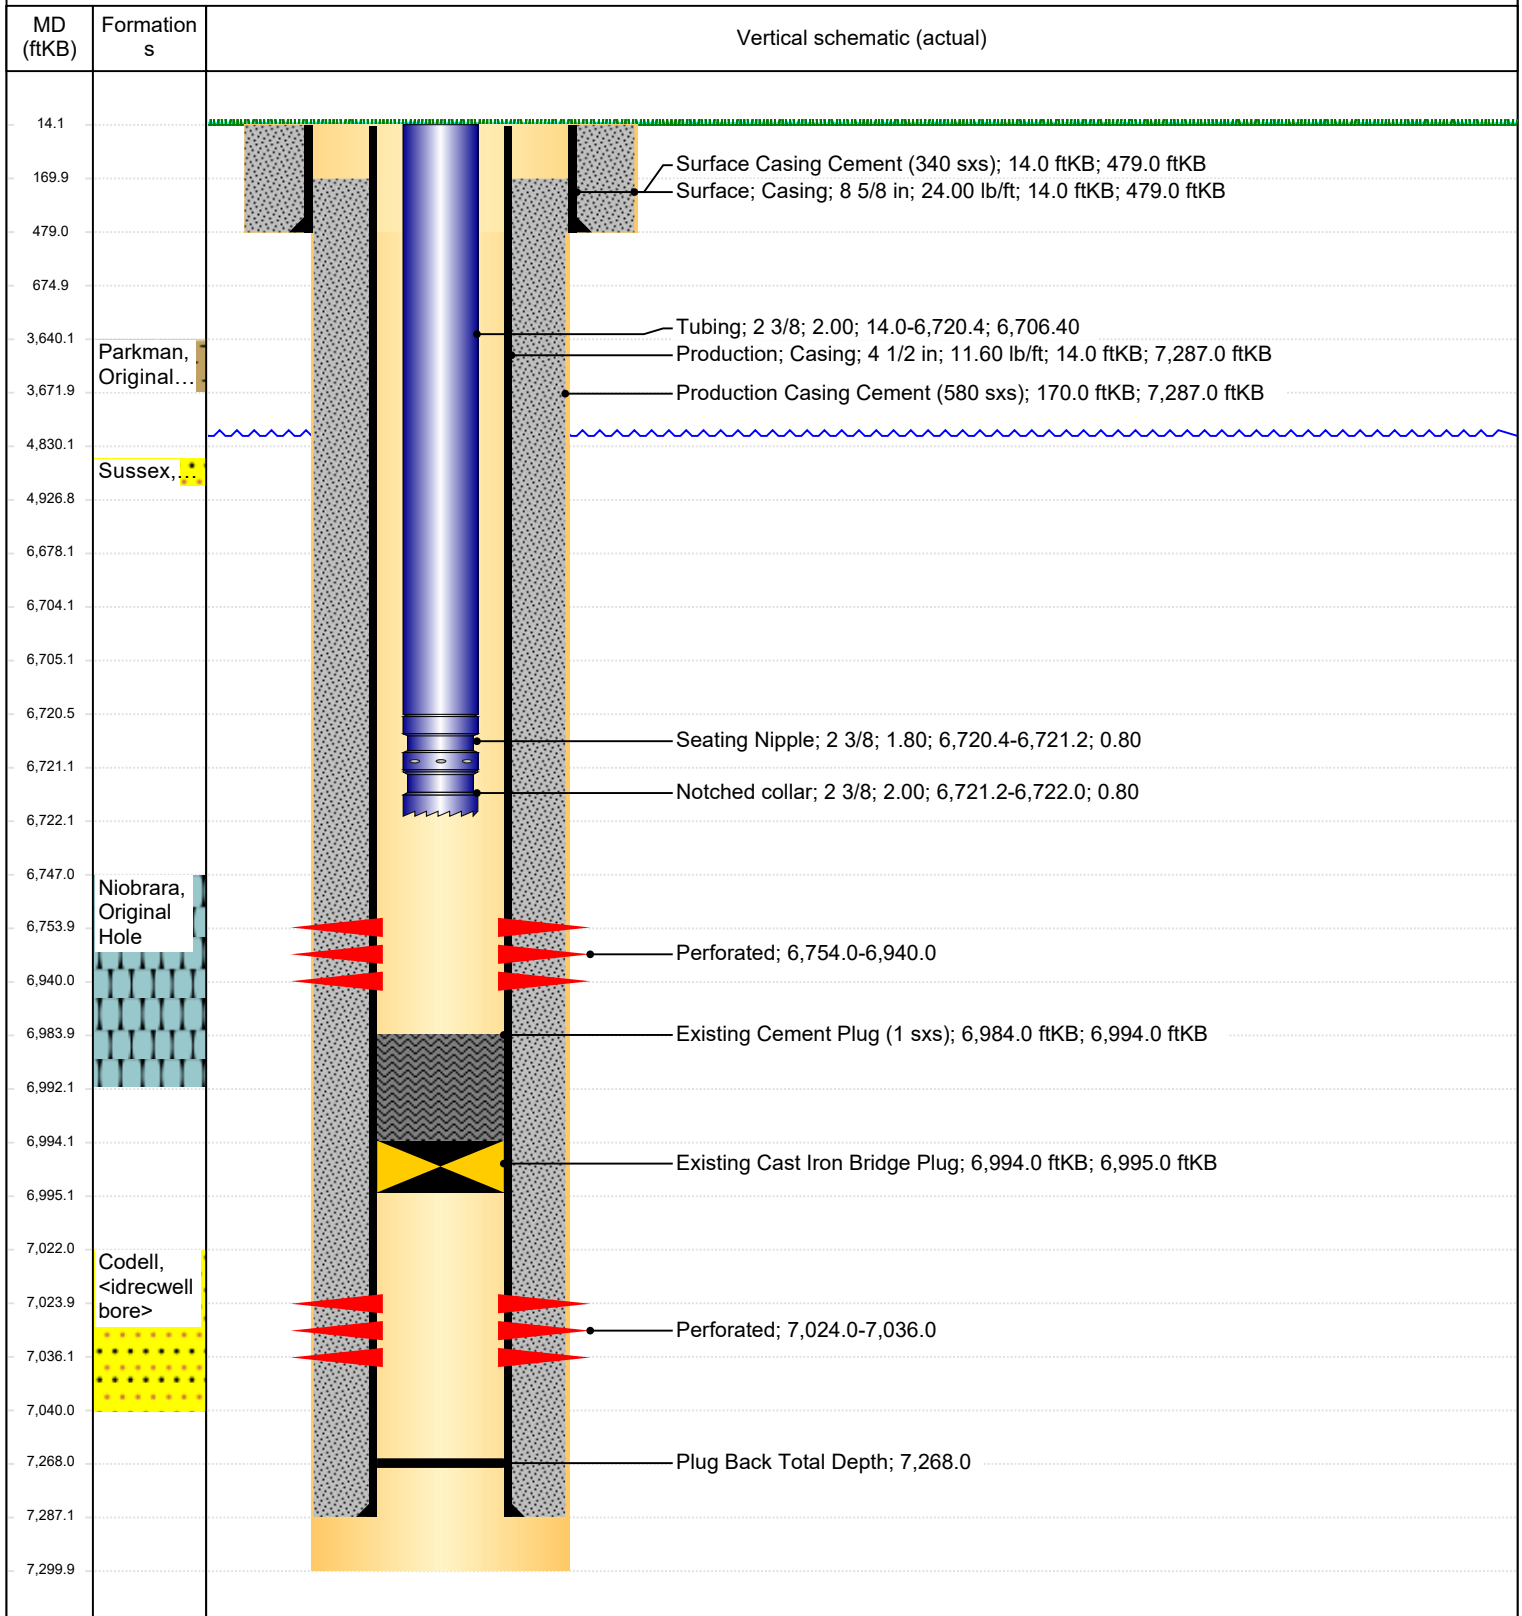 MD
(ftKB)
Formation
s
Vertical schematic (actual)
14.1
Surface Casing Cement (340 sxs); 14.0 ftKB; 479.0 ftKB
169.9
Surface; Casing; 8 5/8 in; 24.00 lb/ft; 14.0 ftKB; 479.0 ftKB
479.0
674.9
Tubing; 2 3/8; 2.00; 14.0-6,720.4; 6,706.40
3,640.1
Parkman,
Original…
Production; Casing; 4 1/2 in; 11.60 lb/ft; 14.0 ftKB; 7,287.0 ftKB
3,671.9
Production Casing Cement (580 sxs); 170.0 ftKB; 7,287.0 ftKB
4,830.1
Sussex,…
4,926.8
6,678.1
6,704.1
6,705.1
6,720.5
Seating Nipple; 2 3/8; 1.80; 6,720.4-6,721.2; 0.80
6,721.1
Notched collar; 2 3/8; 2.00; 6,721.2-6,722.0; 0.80
6,722.1
6,747.0
Niobrara,
Original
Hole
6,753.9
Perforated; 6,754.0-6,940.0
6,940.0
6,983.9
Existing Cement Plug (1 sxs); 6,984.0 ftKB; 6,994.0 ftKB
6,992.1
6,994.1
Existing Cast Iron Bridge Plug; 6,994.0 ftKB; 6,995.0 ftKB
6,995.1
7,022.0
Codell,
<idrecwell
bore>
7,023.9
Perforated; 7,024.0-7,036.0
7,036.1
7,040.0
7,268.0
Plug Back Total Depth; 7,268.0
7,287.1
7,299.9